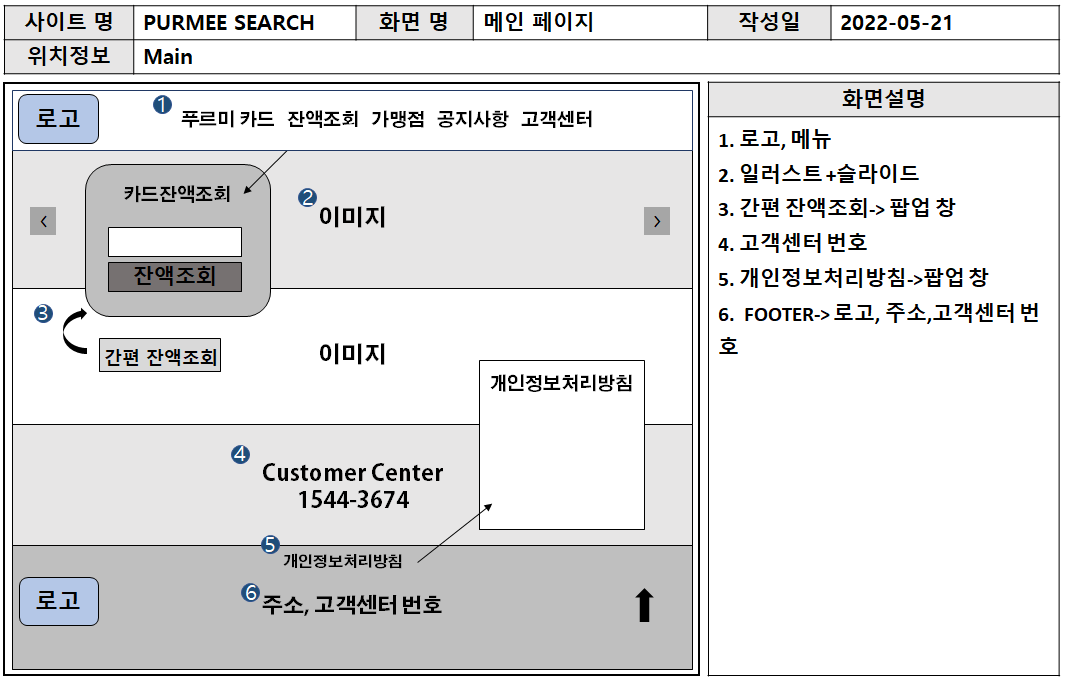 사이트 명 PURMEE SEARCH 화면 명 메인 페이지 작성일 2022-05-21
위치정보 Main
로고 1 푸르미 카드 잔액조회 가맹점 공지사항 고객센터
카드잔액조회
2 이미지
< >
잔액조회
3
간편 잔액조회
이미지
개인정보처리방침
4
Customer Center
1544-3674
5 개인정보처리방침
로고
6 주소, 고객센터 번호
화면설명
1. 로고, 메뉴
2. 일러스트+슬라이드
3. 간편 잔액조회-> 팝업 창
4. 고객센터 번호
5. 개인정보처리방침->팝업 창
6. FOOTER-> 로고, 주소,고객센터 번
호